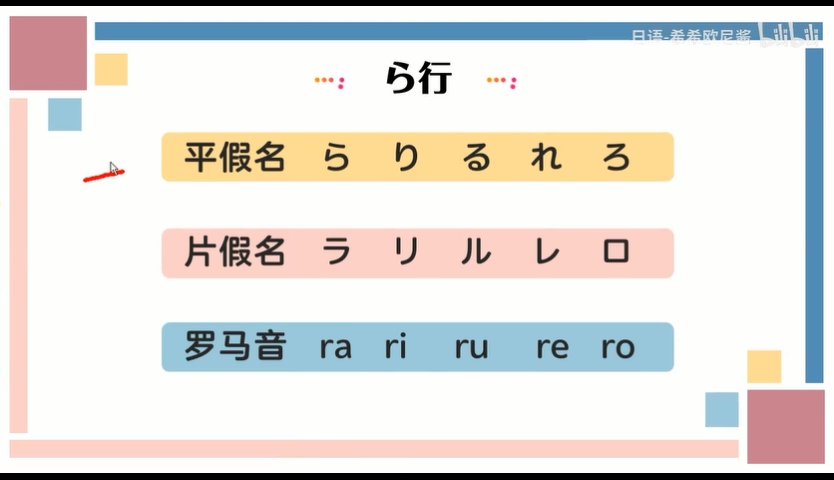 日语-希希欧尼酱 bilibili
ら行
平假名 ら り る れ ろ
片假名 ラ リ ル レ ロ
罗马音 ra ri ru re ro